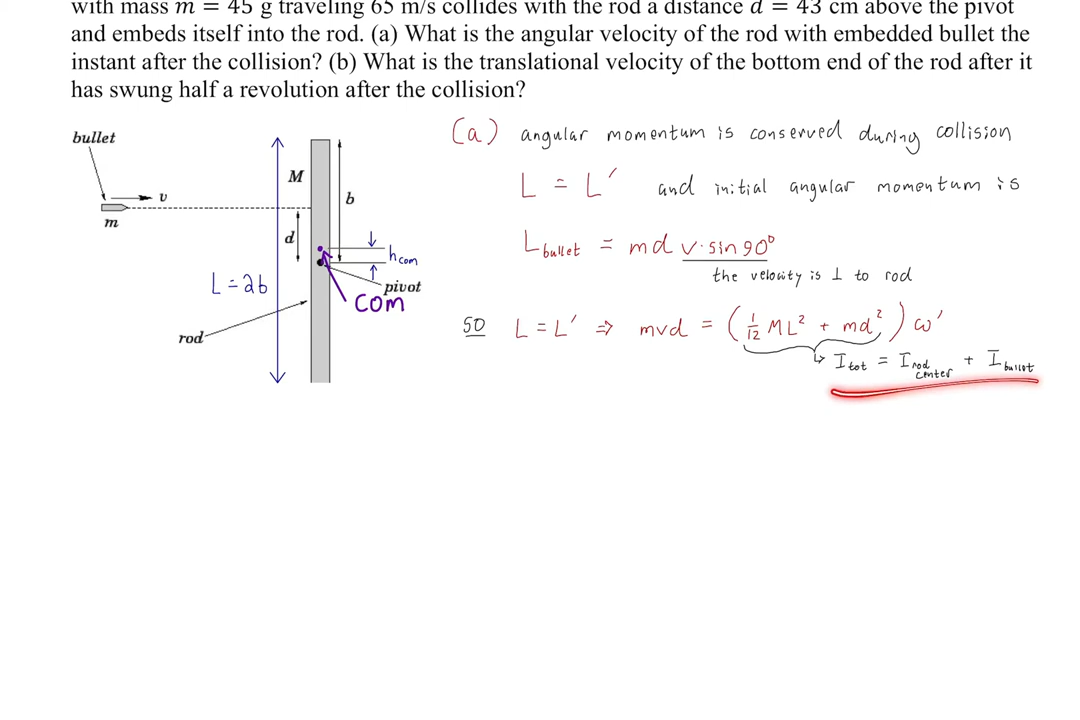 with mass m = 45 g traveling 65 m/s collides with the rod a distance d = 43 cm above the pivot
and embeds itself into the rod. (a) What is the angular velocity of the rod with embedded bullet the
instant after the collision? (b) What is the translational velocity of the bottom end of the rod after it
has swung half a revolution after the collision?
bullet
v
m
M
b
d
h com
L = 2b
pivot
COM
rod
(a) angular momentum is conserved during collision
L = L' and initial angular momentum is
L bullet = md v·sin 90°
the velocity is ⊥ to rod
SO L = L' ⇒ mvd = (1/12 ML² + md²) ω'
↳ I tot = I rod center + I bullet